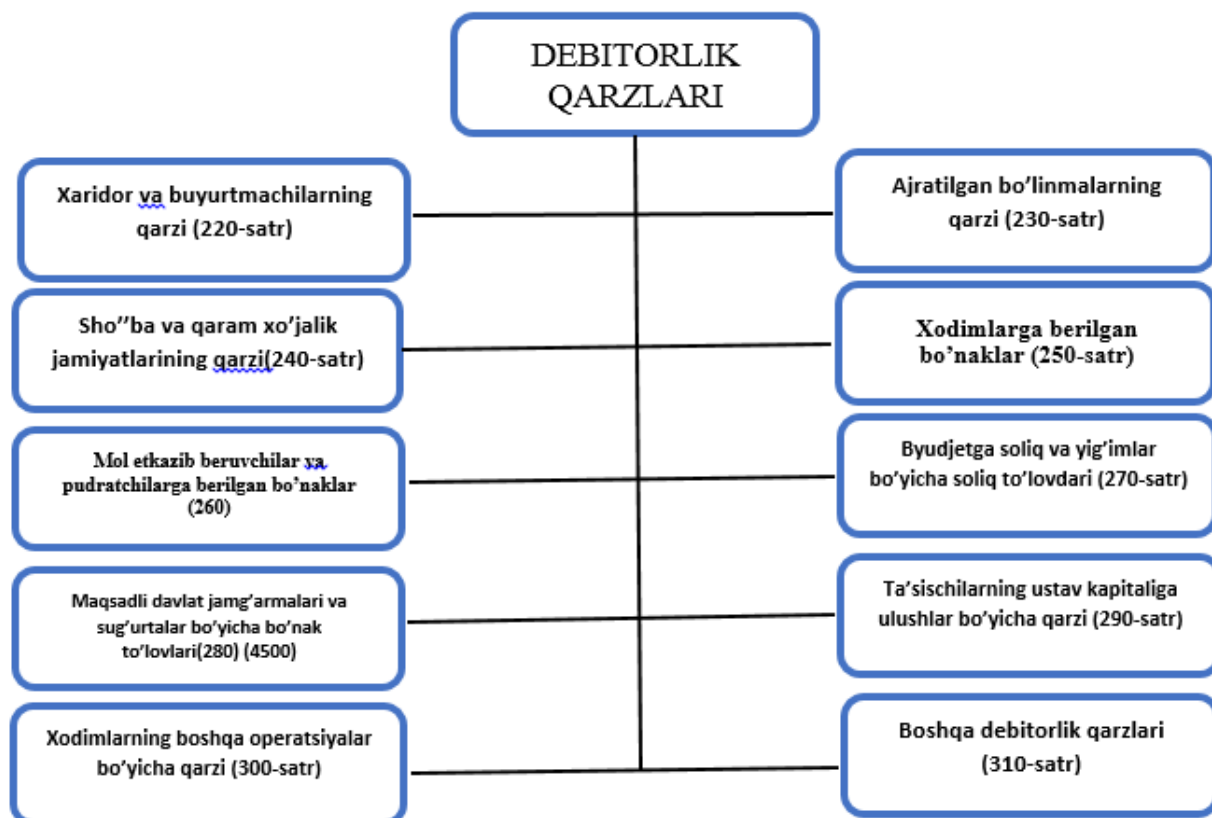 DEBITORLIK
QARZLARI
Xaridor va buyurtmachilarning
qarzi (220-satr)
Ajratilgan bo’linmalarning
qarzi (230-satr)
Sho’’ba va qaram xo’jalik
jamiyatlarining qarzi(240-satr)
Xodimlarga berilgan
bo’naklar (250-satr)
Mol etkazib beruvchilar va
pudratchilarga berilgan bo’naklar
(260)
Byudjetga soliq va yig’imlar
bo’yicha soliq to’lovdari (270-satr)
Maqsadli davlat jamg’armalari va
sug’urtalar bo’yicha bo’nak
to’lovlari(280) (4500)
Ta’sischilarning ustav kapitaliga
ulushlar bo’yicha qarzi (290-satr)
Xodimlarning boshqa operatsiyalar
bo’yicha qarzi (300-satr)
Boshqa debitorlik qarzlari
(310-satr)